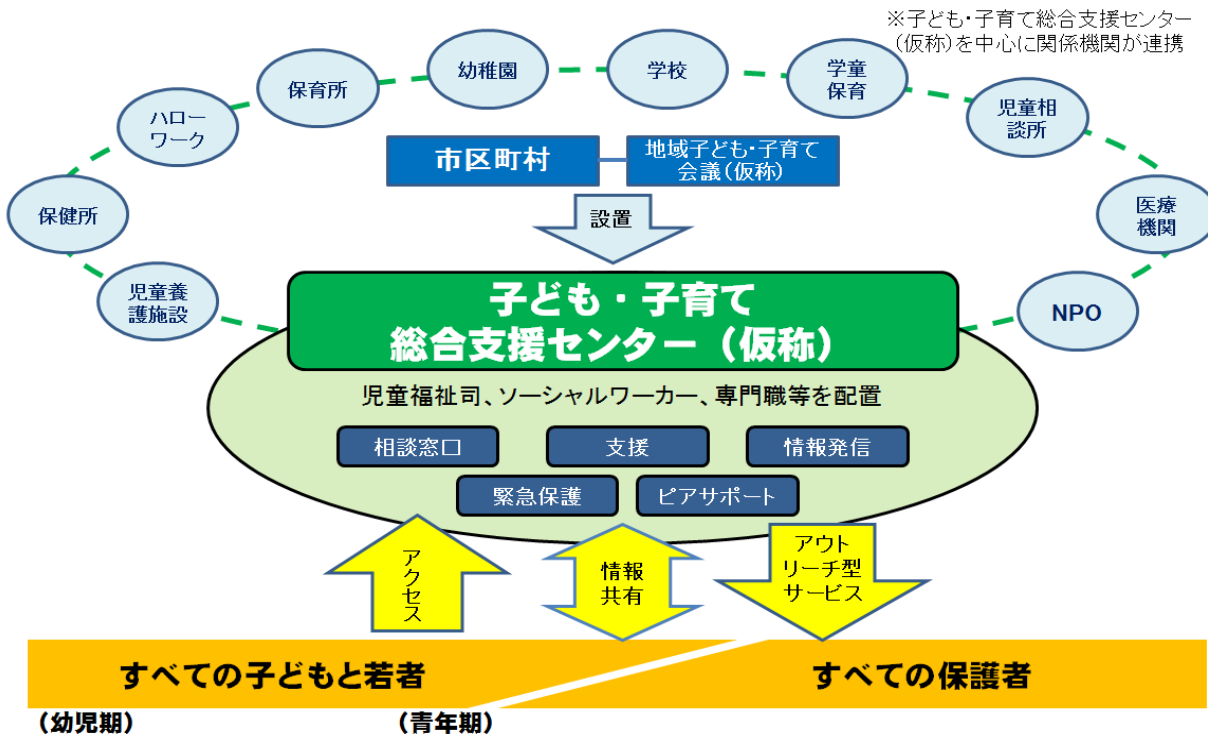 ※子ども・子育て総合支援センター
(仮称)を中心に関係機関が連携
幼稚園
学校
学童
保育
保育所
児童相
談所
ハロー
ワーク
市区町村
地域子ども・子育て
会議(仮称)
保健所
医療
機関
設置
児童養
護施設
NPO
子ども・子育て
総合支援センター（仮称）
児童福祉司、ソーシャルワーカー、専門職等を配置
相談窓口
支援
情報発信
緊急保護
ピアサポート
アクセス
情報
共有
アウト
リーチ型
サービス
すべての子どもと若者
すべての保護者
(幼児期)
(青年期)